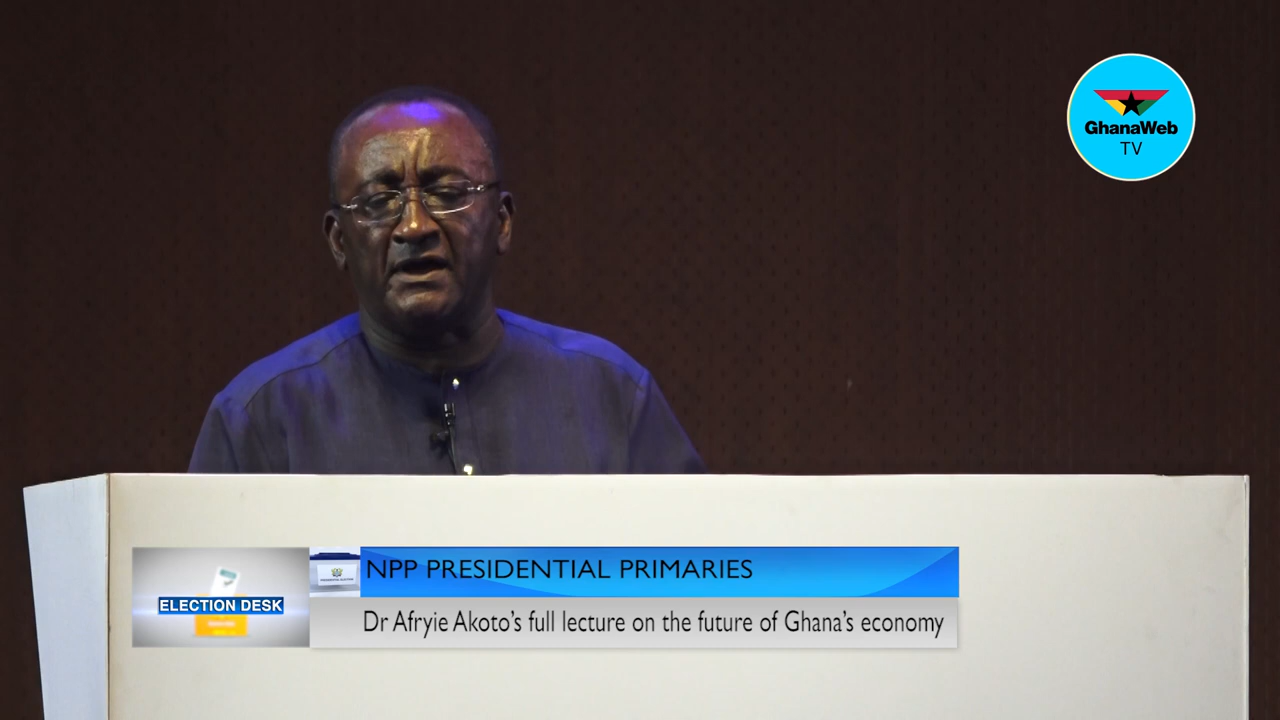 GhanaWeb
TV
NPP PRESIDENTIAL PRIMARIES
ELECTION DESK
Dr Afryie Akoto's full lecture on the future of Ghana's economy